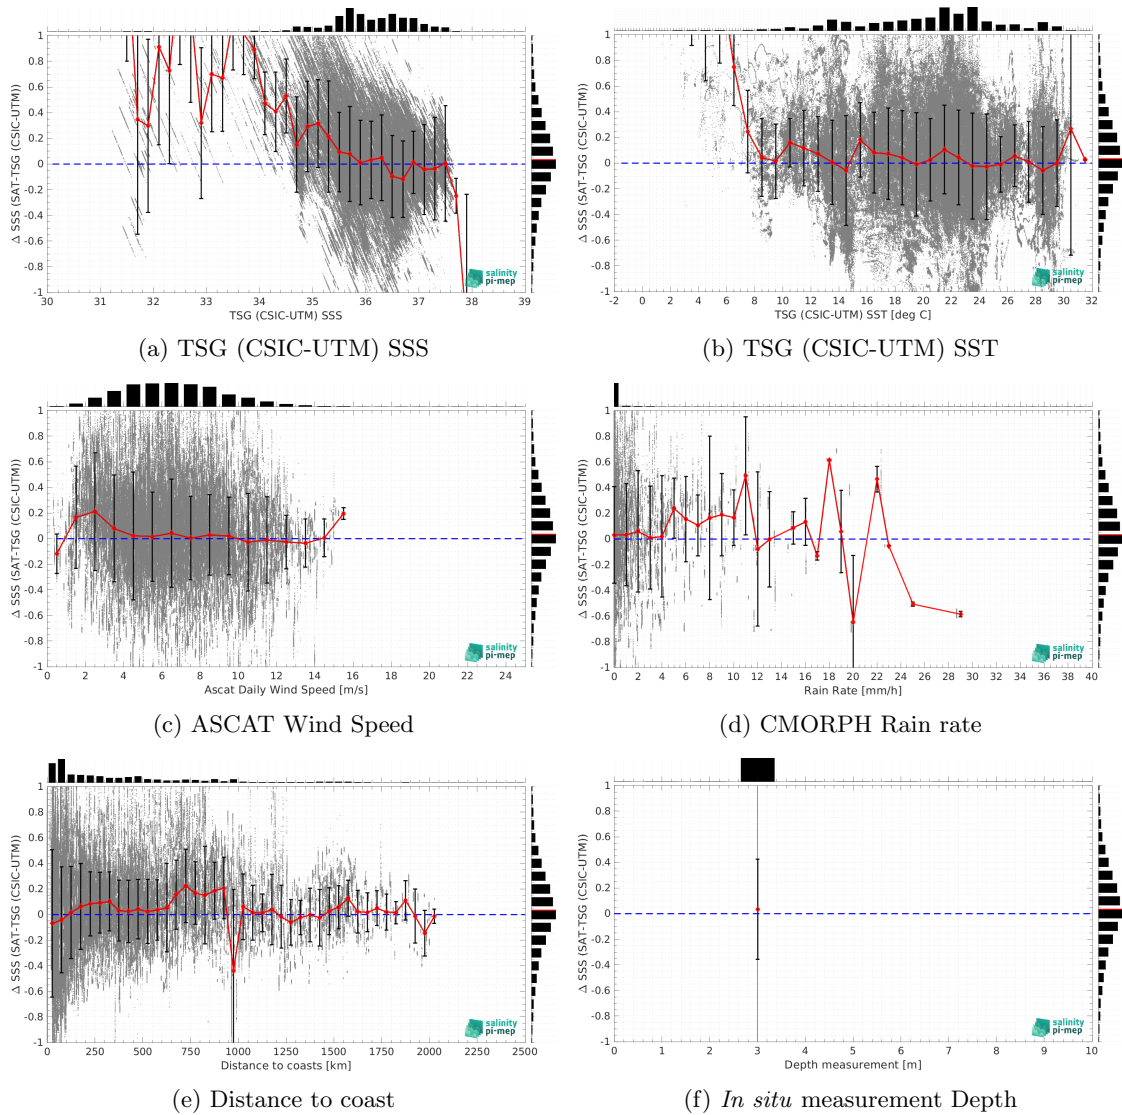 Δ SSS (SAT-TSG (CSIC-UTM))
1
0.8
0.6
0.4
0.2
0
-0.2
-0.4
-0.6
-0.8
-1
salinity
pi-mep
30 31 32 33 34 35 36 37 38 39
TSG (CSIC-UTM) SSS
(a) TSG (CSIC-UTM) SSS
Δ SSS (SAT-TSG (CSIC-UTM))
1
0.8
0.6
0.4
0.2
0
-0.2
-0.4
-0.6
-0.8
-1
salinity
pi-mep
-2 0 2 4 6 8 10 12 14 16 18 20 22 24 26 28 30 32
TSG (CSIC-UTM) SST [deg C]
(b) TSG (CSIC-UTM) SST
Δ SSS (SAT-TSG (CSIC-UTM))
1
0.8
0.6
0.4
0.2
0
-0.2
-0.4
-0.6
-0.8
-1
salinity
pi-mep
0 2 4 6 8 10 12 14 16 18 20 22 24
Ascat Daily Wind Speed [m/s]
(c) ASCAT Wind Speed
Δ SSS (SAT-TSG (CSIC-UTM))
1
0.8
0.6
0.4
0.2
0
-0.2
-0.4
-0.6
-0.8
-1
salinity
pi-mep
0 2 4 6 8 10 12 14 16 18 20 22 24 26 28 30 32 34 36 38 40
Rain Rate [mm/h]
(d) CMORPH Rain rate
Δ SSS (SAT-TSG (CSIC-UTM))
1
0.8
0.6
0.4
0.2
0
-0.2
-0.4
-0.6
-0.8
-1
salinity
pi-mep
0 250 500 750 1000 1250 1500 1750 2000 2250 2500
Distance to coasts [km]
(e) Distance to coast
Δ SSS (SAT-TSG (CSIC-UTM))
1
0.8
0.6
0.4
0.2
0
-0.2
-0.4
-0.6
-0.8
-1
salinity
pi-mep
0 1 2 3 4 5 6 7 8 9 10
Depth measurement [m]
(f) In situ measurement Depth